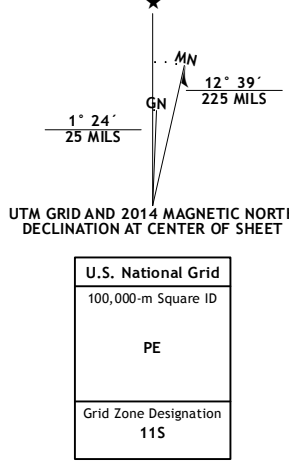 ★
MN
GN
12° 39´
225 MILS
1° 24´
25 MILS
UTM GRID AND 2014 MAGNETIC NORTH
DECLINATION AT CENTER OF SHEET
U.S. National Grid
100,000-m Square ID
PE
Grid Zone Designation
11S